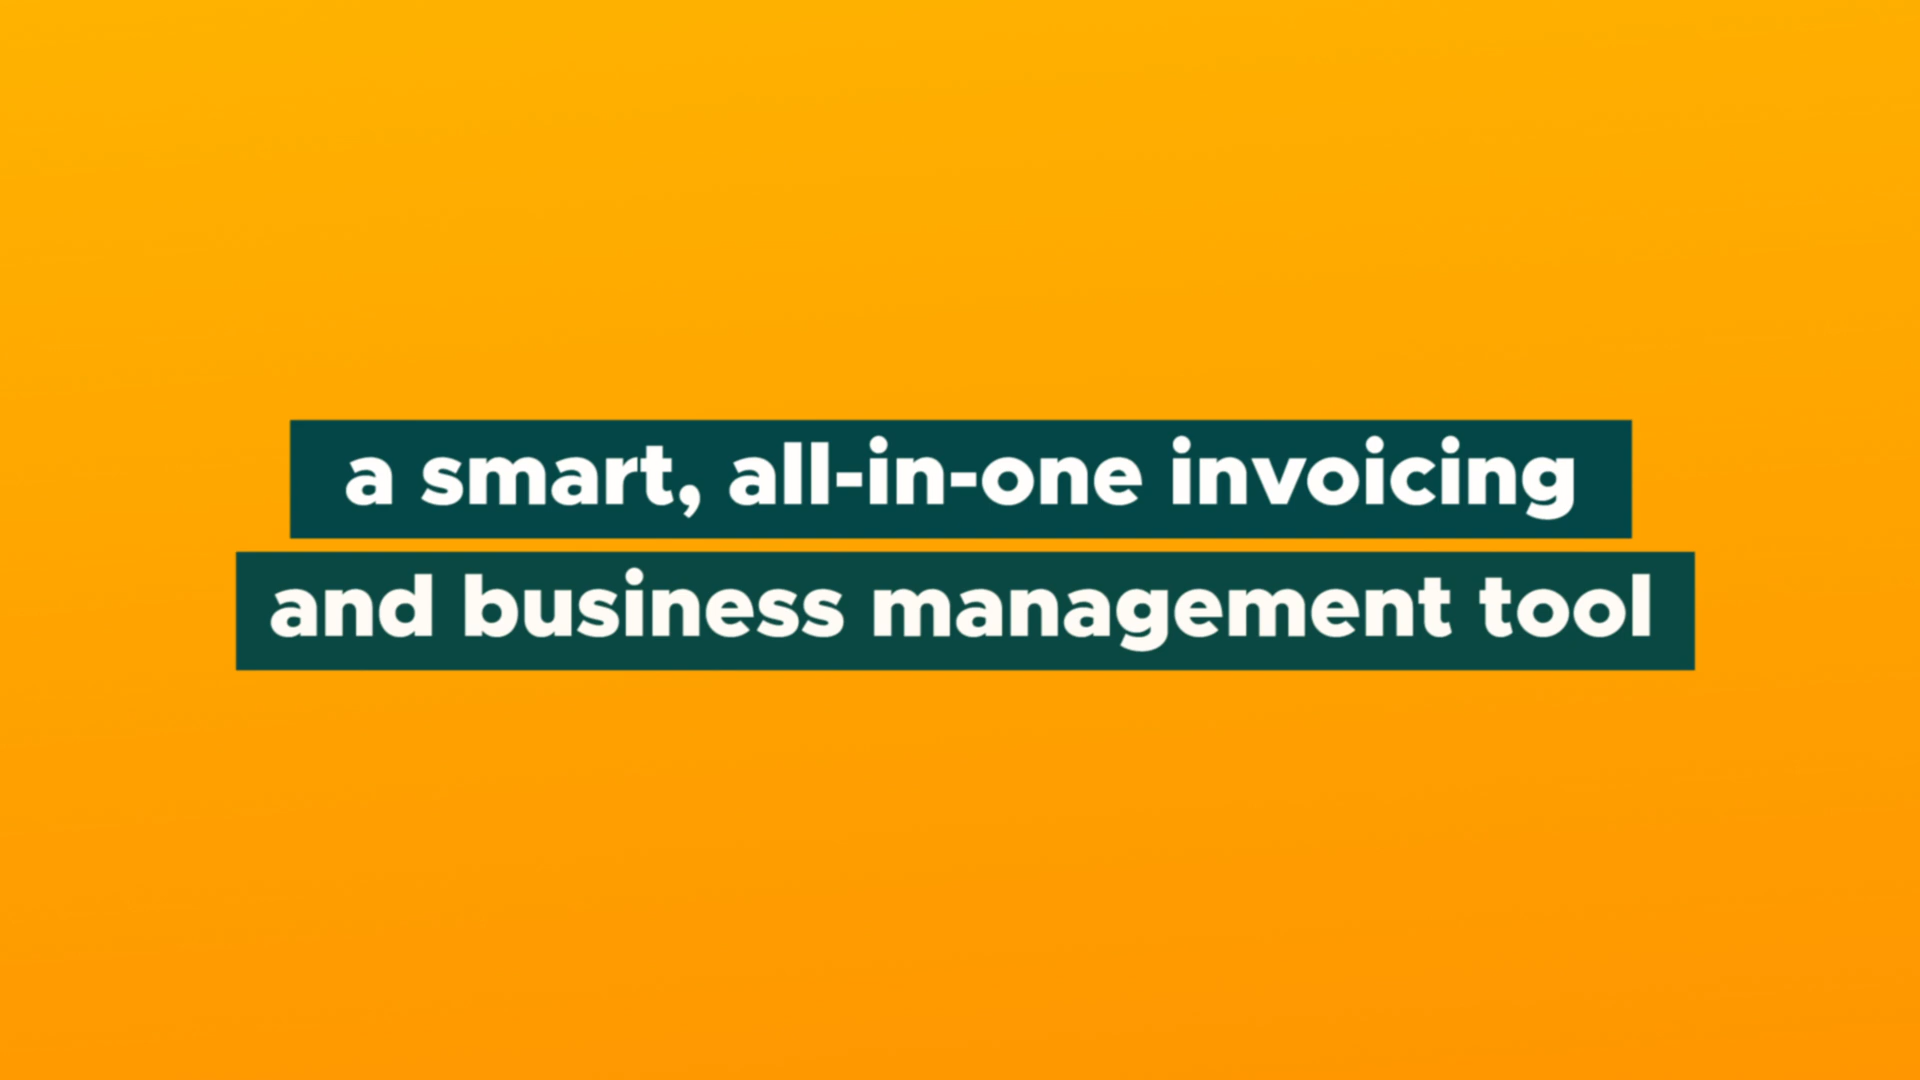 a smart, all-in-one invoicing
and business management tool